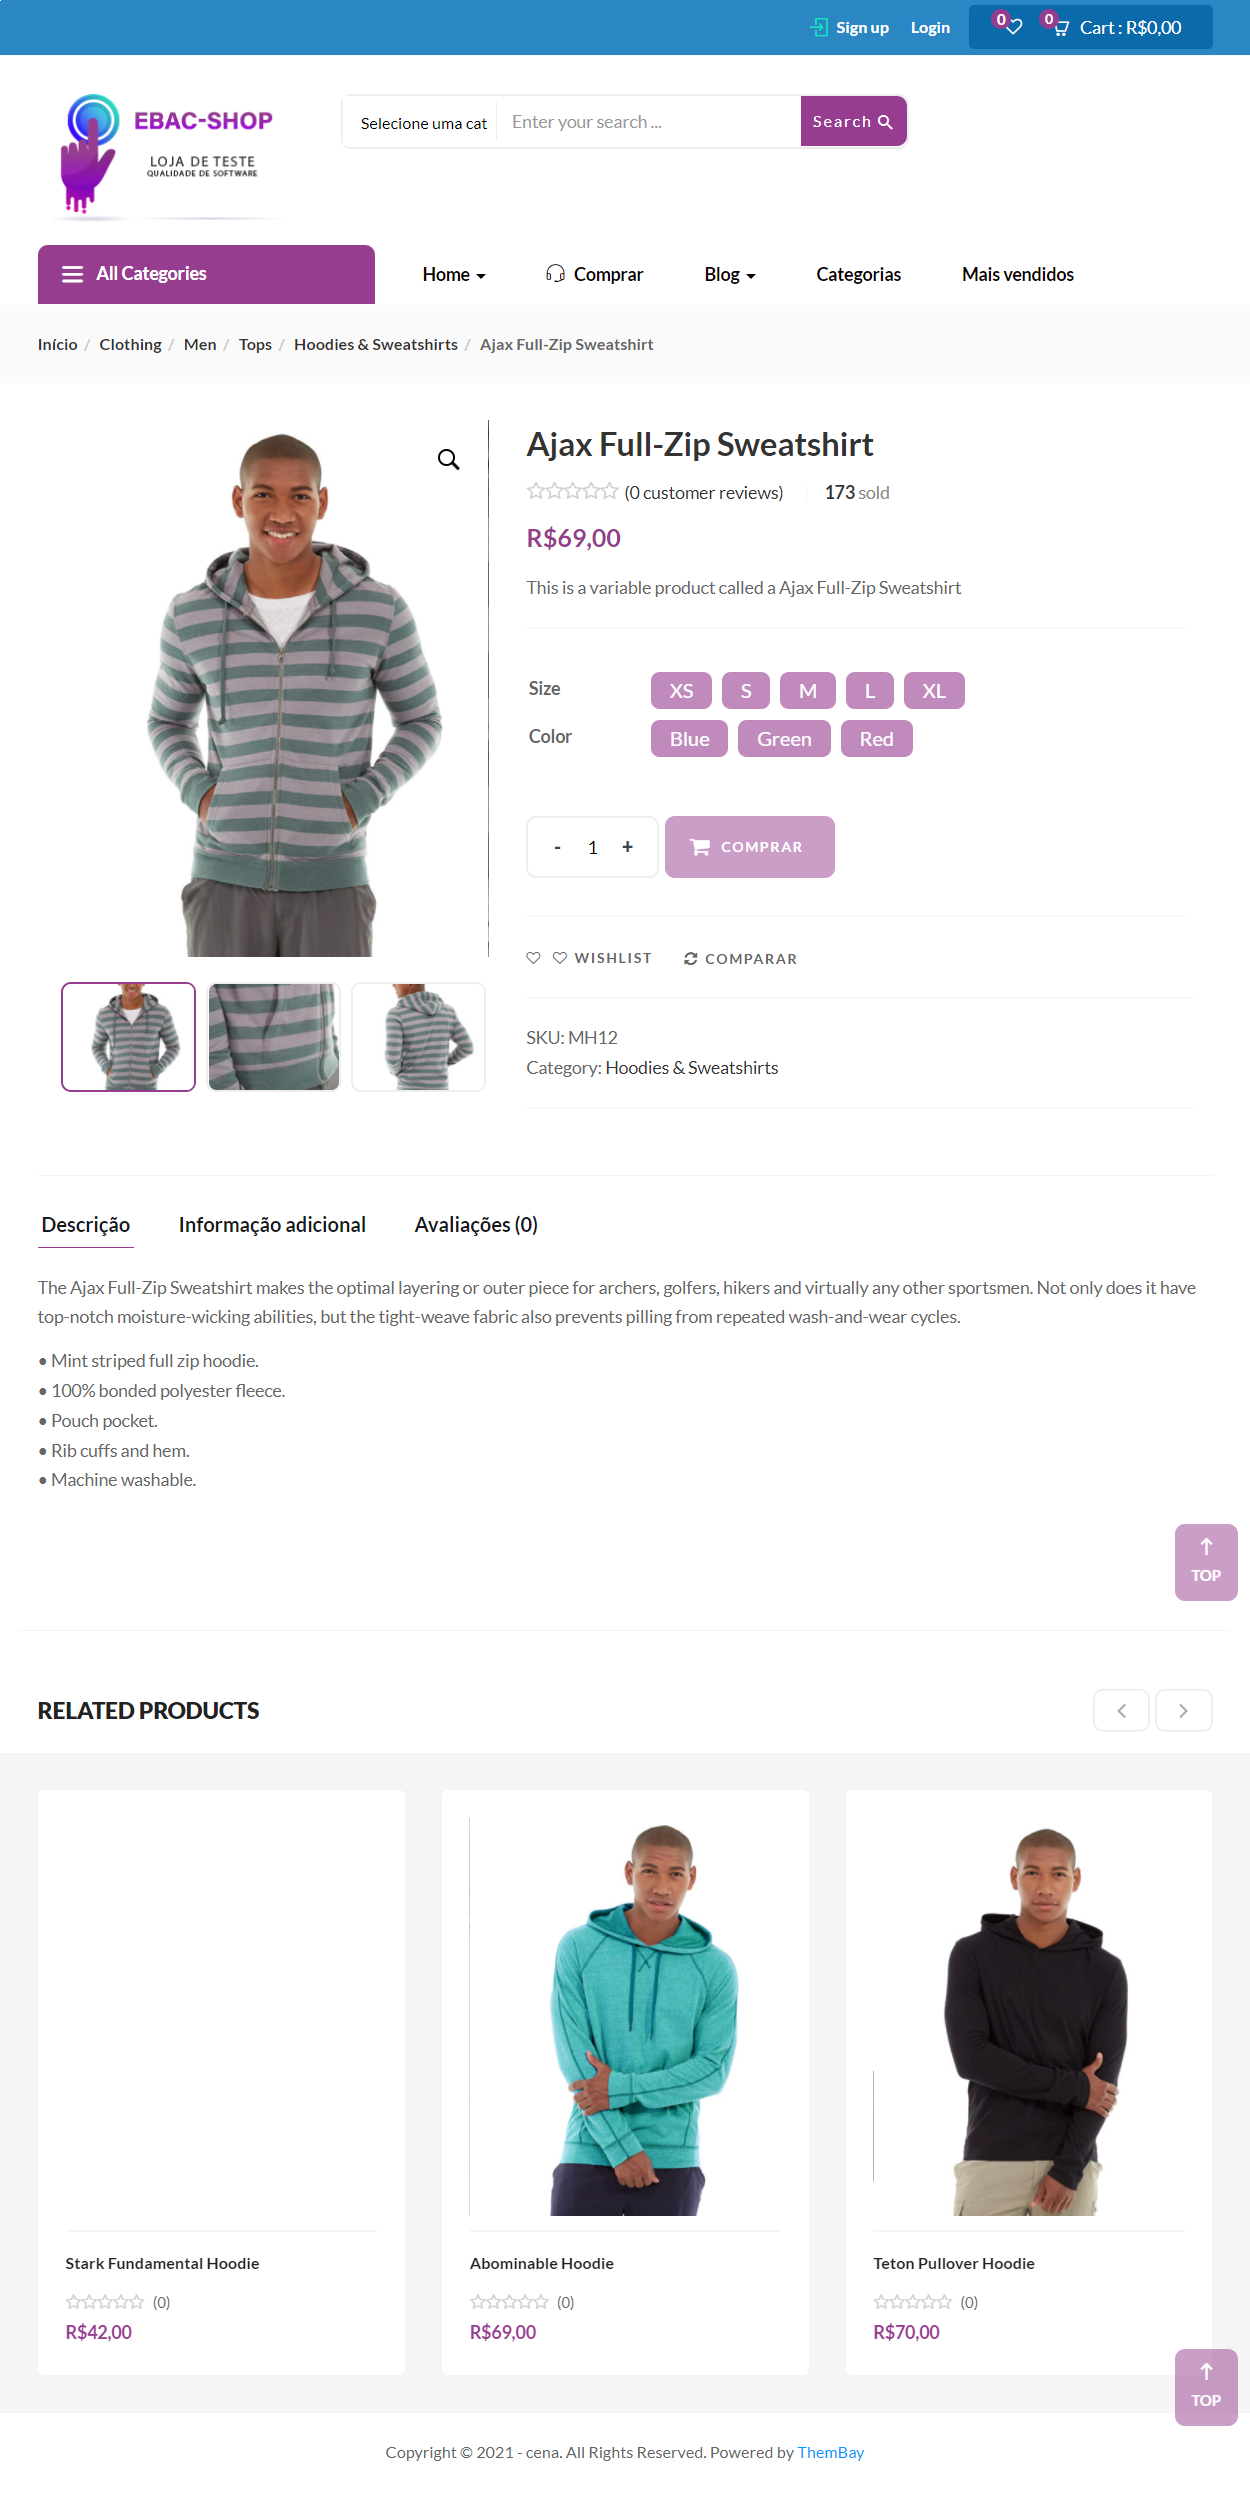 Sign up
Login
0
0
Cart : R$0,00
EBAC-SHOP
LOJA DE TESTE
QUALIDADE DE SOFTWARE
Selecione uma cat
Enter your search ...
Search
All Categories
Home
Comprar
Blog
Categorias
Mais vendidos
Início / Clothing / Men / Tops / Hoodies & Sweatshirts / Ajax Full-Zip Sweatshirt
Ajax Full-Zip Sweatshirt
(0 customer reviews)
173 sold
R$69,00
This is a variable product called a Ajax Full-Zip Sweatshirt
Size
XS
S
M
L
XL
Color
Blue
Green
Red
- 1 +
COMPRAR
WISHLIST
COMPARAR
SKU: MH12
Category: Hoodies & Sweatshirts
Descrição
Informação adicional
Avaliações (0)
The Ajax Full-Zip Sweatshirt makes the optimal layering or outer piece for archers, golfers, hikers and virtually any other sportsmen. Not only does it have
top-notch moisture-wicking abilities, but the tight-weave fabric also prevents pilling from repeated wash-and-wear cycles.
• Mint striped full zip hoodie.
• 100% bonded polyester fleece.
• Pouch pocket.
• Rib cuffs and hem.
• Machine washable.
TOP
RELATED PRODUCTS
Stark Fundamental Hoodie
(0)
R$42,00
Abominable Hoodie
(0)
R$69,00
Teton Pullover Hoodie
(0)
R$70,00
TOP
Copyright © 2021 - cena. All Rights Reserved. Powered by ThemBay